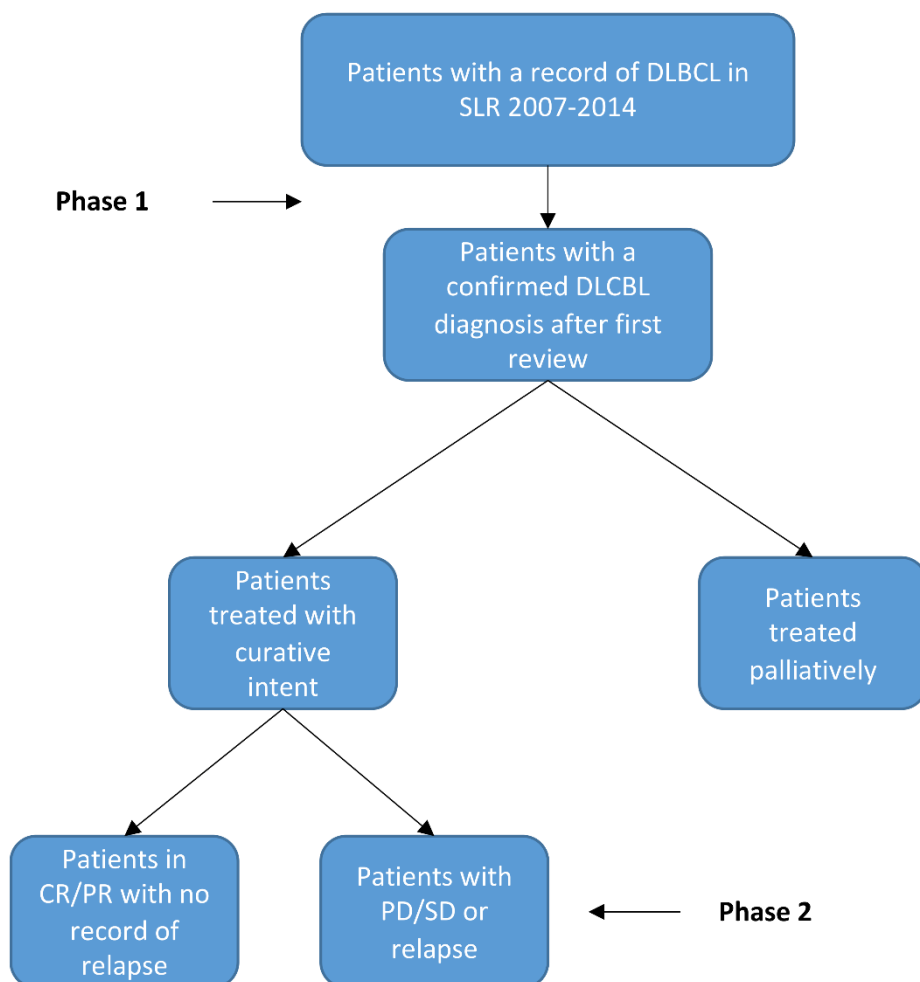 Patients with a record of DLBCL in
SLR 2007-2014
Phase 1
Patients with a
confirmed DLCBL
diagnosis after first
review
Patients
treated with
curative
intent
Patients
treated
palliatively
Patients in
CR/PR with no
record of
relapse
Patients with
PD/SD or
relapse
Phase 2